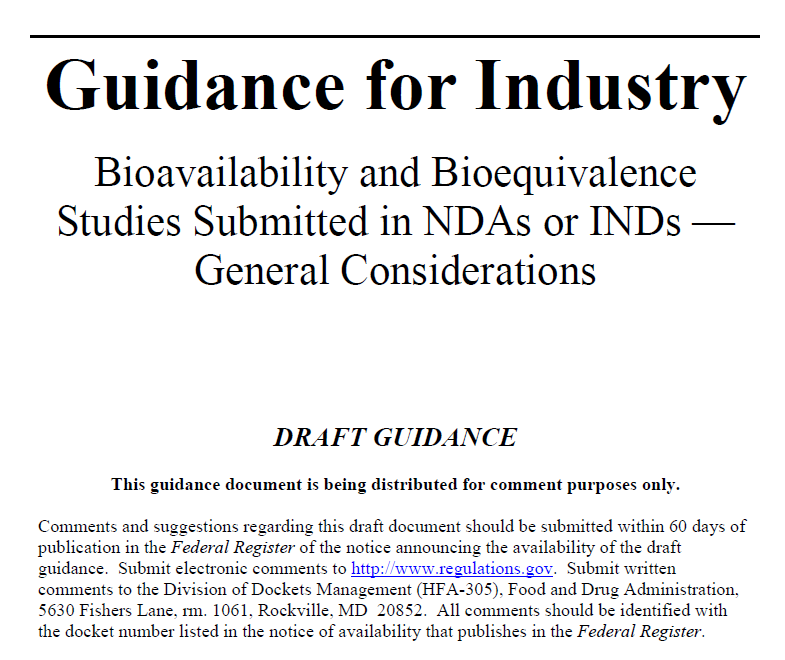 Guidance for Industry
Bioavailability and Bioequivalence
Studies Submitted in NDAs or INDs —
General Considerations
DRAFT GUIDANCE
This guidance document is being distributed for comment purposes only.
Comments and suggestions regarding this draft document should be submitted within 60 days of
publication in the Federal Register of the notice announcing the availability of the draft
guidance.  Submit electronic comments to http://www.regulations.gov.  Submit written
comments to the Division of Dockets Management (HFA-305), Food and Drug Administration,
5630 Fishers Lane, rm. 1061, Rockville, MD  20852.  All comments should be identified with
the docket number listed in the notice of availability that publishes in the Federal Register.